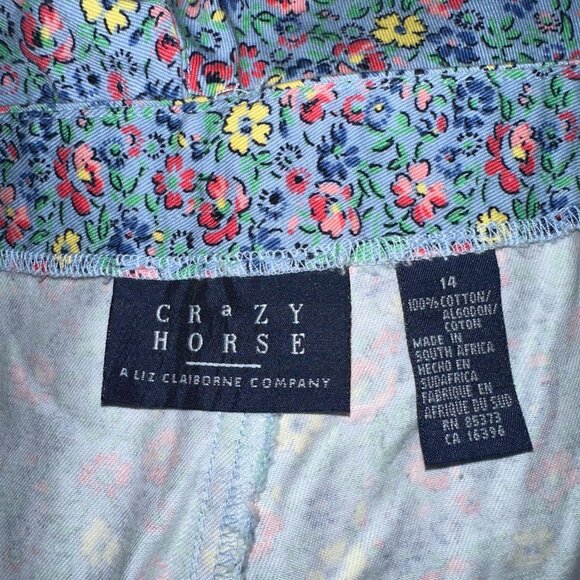 CRaZY
HORSE
A LIZ CLAIBORNE COMPANY
14
100% COTTON/
ALGODON/
COTON
MADE IN
SOUTH AFRICA
HECHO EN
SUDAFRICA
FABRIQUE EN
AFRIQUE DU SUD
RN 85373
CA 16396